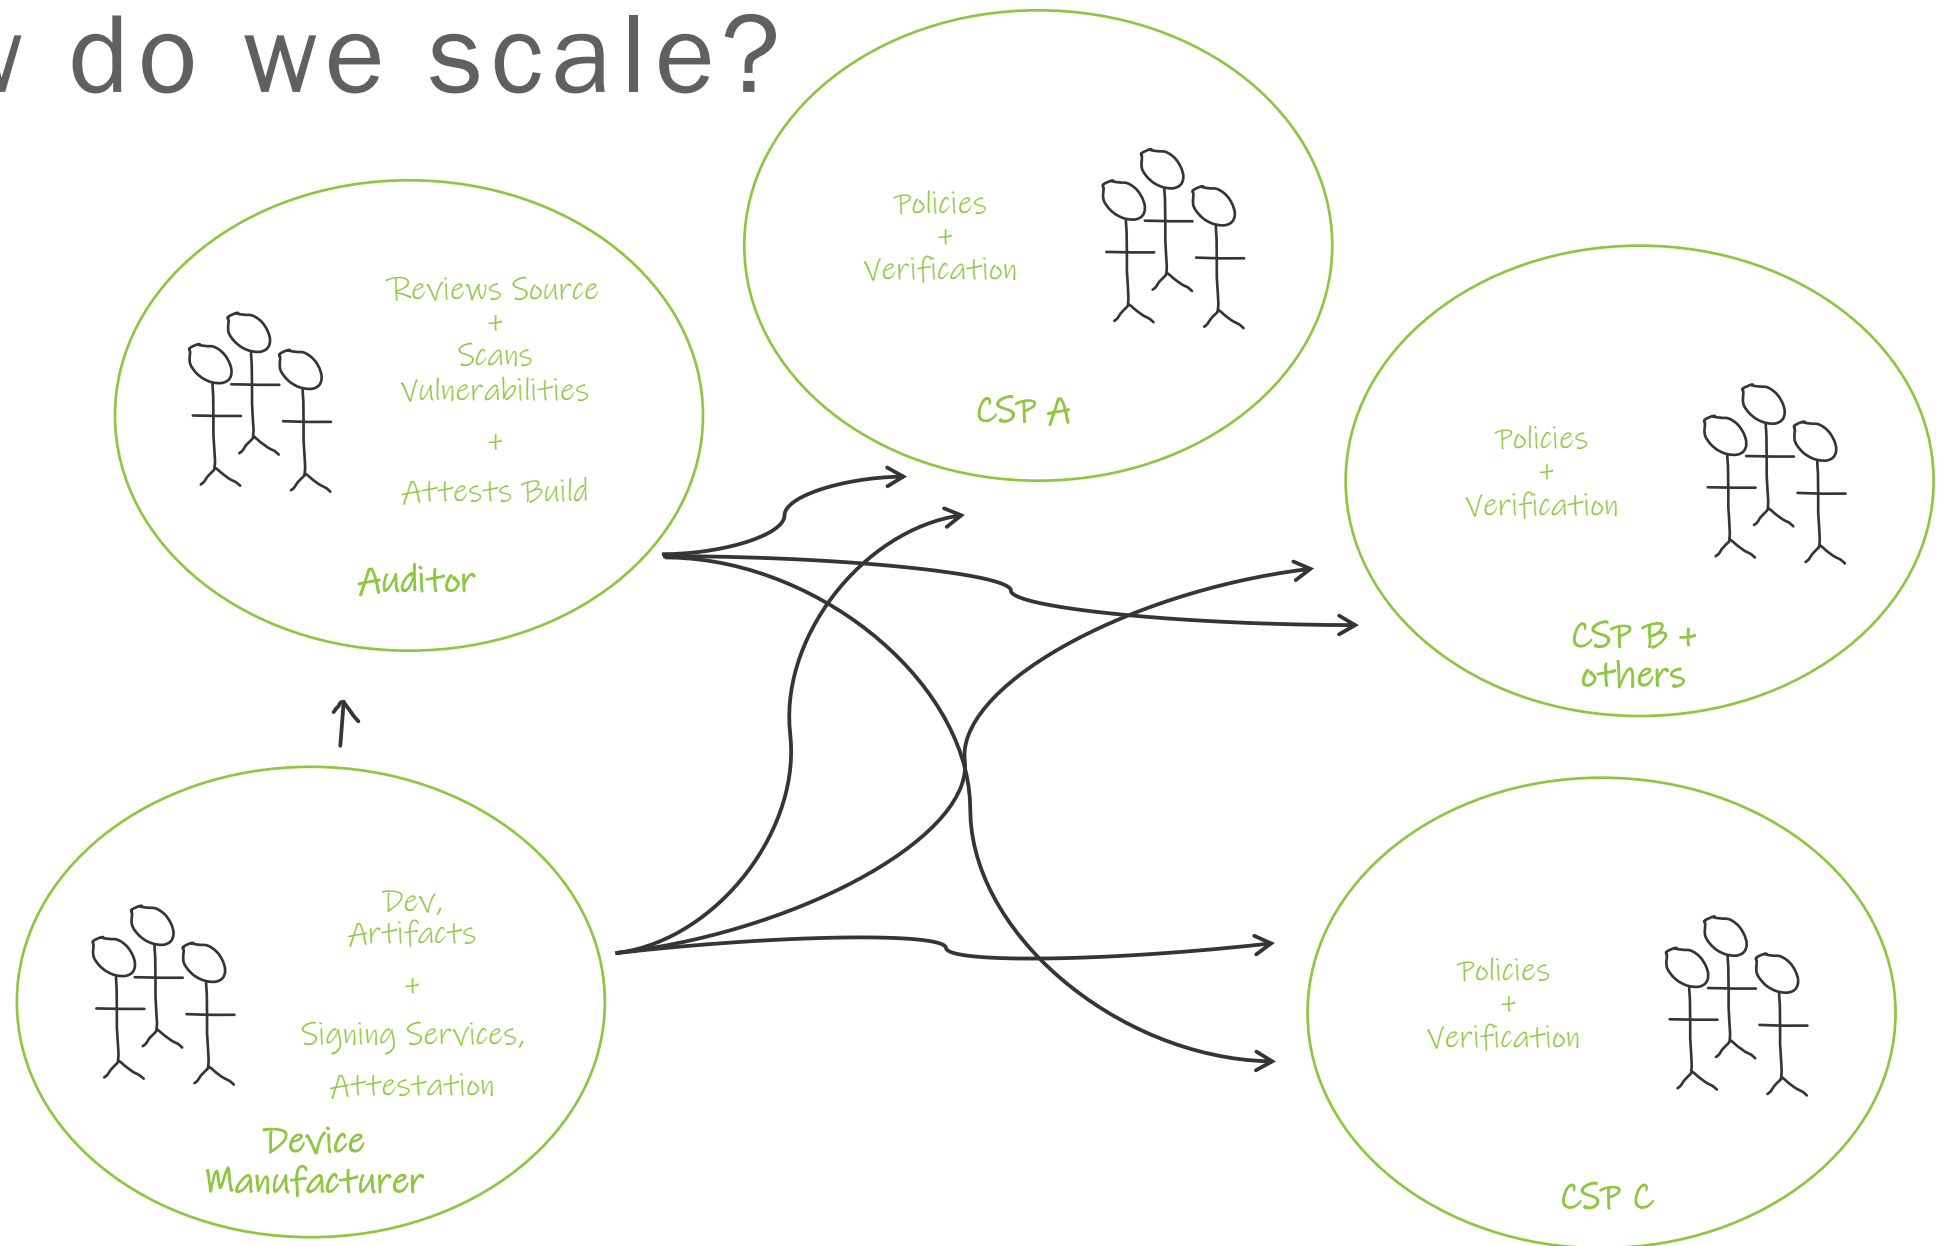 do we scale?
Policies
+
Verification
CSP A
Reviews Source
+
Scans
Vulnerabilities
+
Attests Build
Auditor
Policies
+
Verification
CSP B +
others
Dev,
Artifacts
+
Signing Services,
Attestation
Device
Manufacturer
Policies
+
Verification
CSP C